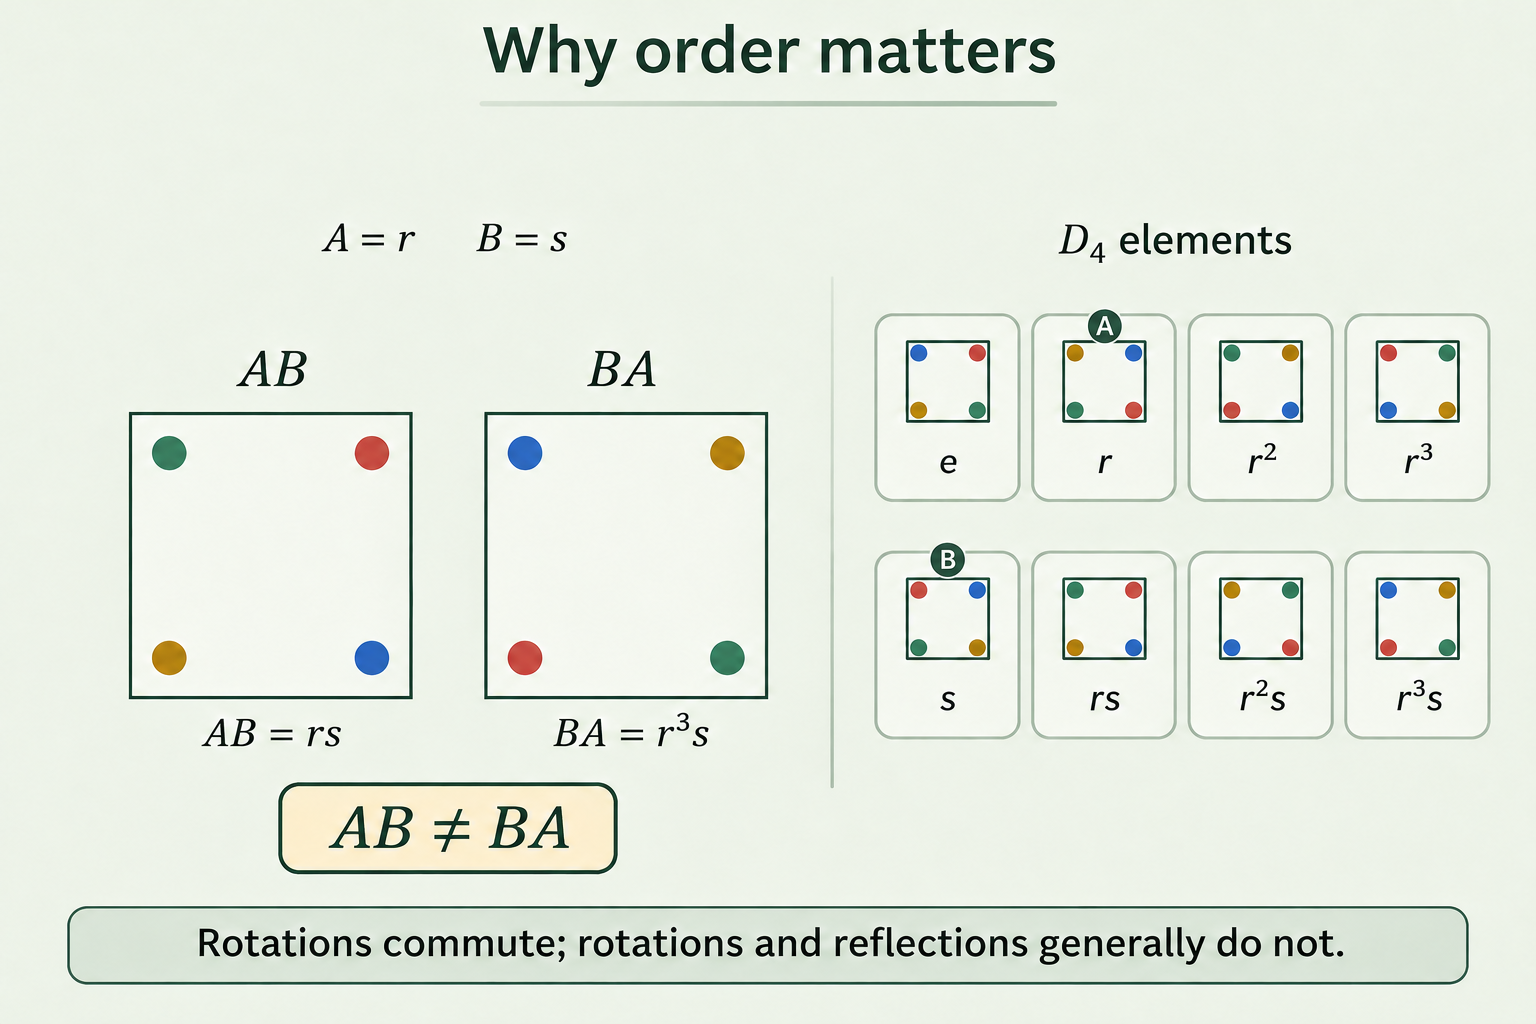 Why order matters
A = r B = s
AB
BA
AB = rs
BA = r³s
AB ≠ BA
D₄ elements
e
A
r
r²
r³
B
s
rs
r²s
r³s
Rotations commute; rotations and reflections generally do not.